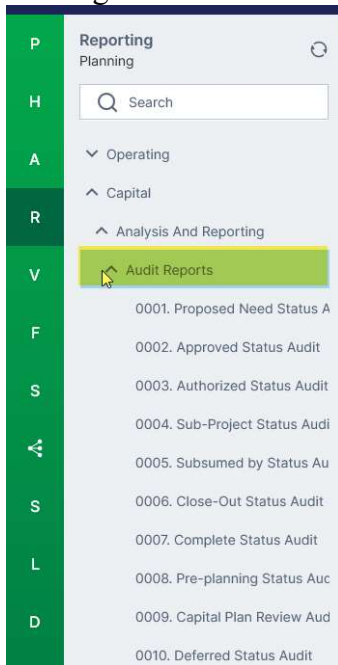 P
Reporting
Planning
H
Search
A
Operating
Capital
R
Analysis And Reporting
V
Audit Reports
0001. Proposed Need Status A
F
0002. Approved Status Audit
S
0003. Authorized Status Audit
0004. Sub-Project Status Audi
0005. Subsumed by Status Au
S
0006. Close-Out Status Audit
0007. Complete Status Audit
L
0008. Pre-planning Status Auc
D
0009. Capital Plan Review Aud
0010. Deferred Status Audit